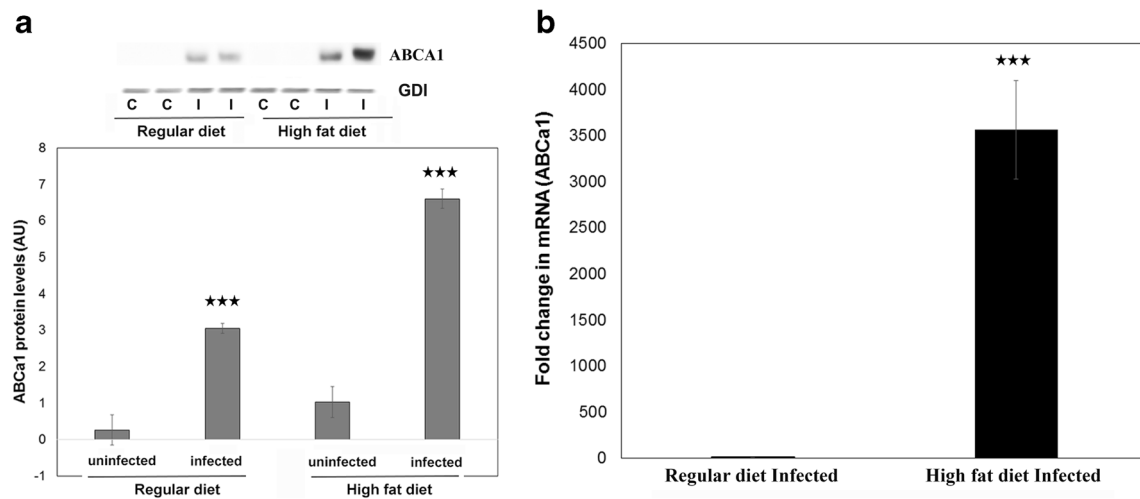 a
ABCA1
GDI
C C I I C C I I
Regular diet High fat diet
8
7
6
5
4
3
2
1
0
-1
ABCa1 protein levels (AU)
★★★
★★★
uninfected infected uninfected infected
Regular diet High fat diet
b
4500
4000
3500
3000
2500
2000
1500
1000
500
0
Fold change in mRNA (ABCa1)
★★★
Regular diet Infected High fat diet Infected